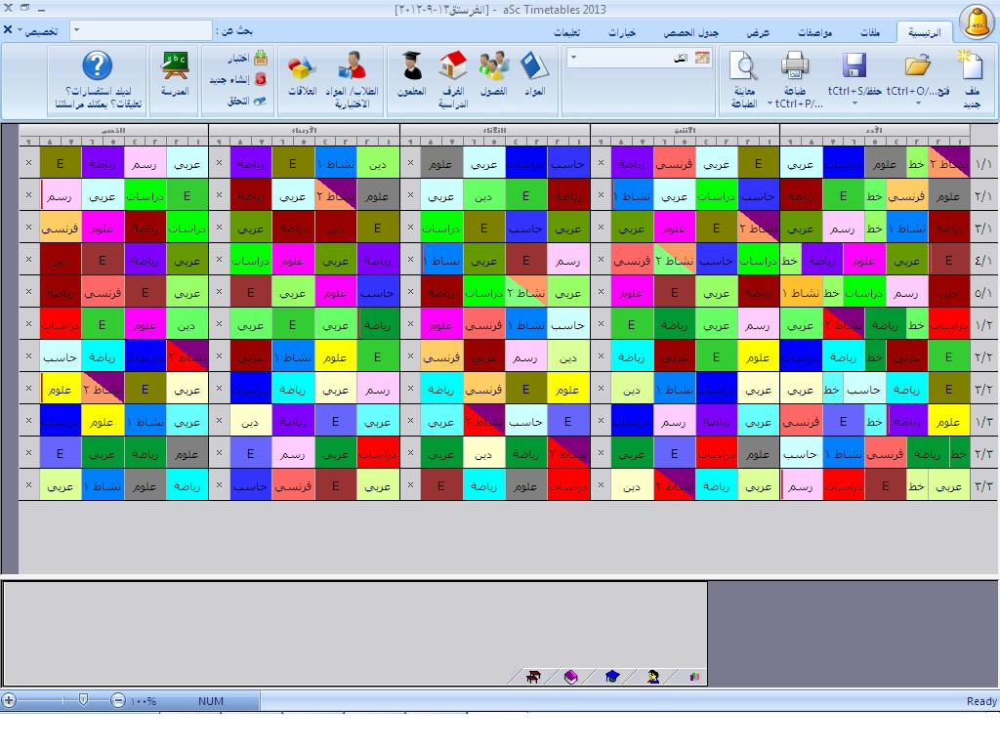 aSc Timetables 2013 - [الفرستق١٣-٩-٢٠١٢]
الرئيسية ملفات مواصفات عرض جدول الحصص خيارات تعليمات بحث عن : تخصيص
ملف جديد فتح...tCtrl+O/ حفظtCtrl+S/ طباعة ...tCtrl+P/ معاينة الطباعة الكل المواد الفصول الغرف الدراسية المعلمون الطلاب/ المواد الاختيارية العلاقات اختبار إنشاء جديد التحقق المدرسة لديك استفسارات؟ تعليقات؟ يمكنك مراسلتنا
الأحد الاثنين الثلاثاء الأربعاء الخميس
١/١ نشاط ٢ خط علوم دراسات عربي E عربي فرنسي رياضة × حاسب دراسات عربي علوم × دين نشاط ١ E رياضة × عربي رسم رياضة E ×
٢/١ علوم فرنسي خط E رياضة حاسب دراسات عربي نشاط ١ × رياضة E دين عربي × علوم نشاط ٢ عربي رياضة × E دراسات عربي رسم ×
٣/١ رياضة نشاط ١ خط رسم عربي نشاط ٢ E علوم عربي × عربي حاسب E دراسات × E دين رياضة عربي × دراسات رياضة علوم فرنسي ×
٤/١ E عربي علوم رياضة خط دراسات حاسب نشاط ٢ فرنسي × رسم E عربي نشاط ١ × رياضة عربي علوم دراسات × عربي رياضة E دين ×
٥/١ دين رسم دراسات خط نشاط ١ رياضة عربي E علوم × عربي نشاط ٢ دراسات رياضة × حاسب علوم عربي E × عربي E فرنسي رياضة ×
١/٢ دراسات خط رياضة نشاط ٢ عربي رسم عربي رياضة E × حاسب نشاط ١ فرنسي علوم × رياضة عربي E عربي × دين علوم E دراسات ×
٢/٢ E عربي خط رياضة دراسات علوم E عربي رياضة × دين رسم عربي فرنسي × E علوم نشاط ١ عربي × نشاط ٢ دراسات رياضة حاسب ×
٣/٢ E رياضة حاسب خط عربي عربي دراسات نشاط ١ دين × علوم E فرنسي رياضة × رسم عربي رياضة دراسات × عربي E نشاط ٢ علوم ×
١/٣ علوم رياضة خط E فرنسي عربي رياضة رسم دراسات × E حاسب نشاط ٢ عربي × عربي E رياضة دين × عربي نشاط ١ علوم دراسات ×
٢/٣ خط رياضة فرنسي نشاط ١ حاسب علوم دراسات E عربي × نشاط ٢ رياضة دين عربي × دراسات عربي رسم E × علوم رياضة عربي E ×
٣/٣ عربي خط E دراسات رسم عربي رياضة نشاط ٢ دين × دراسات علوم رياضة E × عربي E فرنسي حاسب × رياضة علوم نشاط ١ عربي ×
١٠٠% NUM Ready